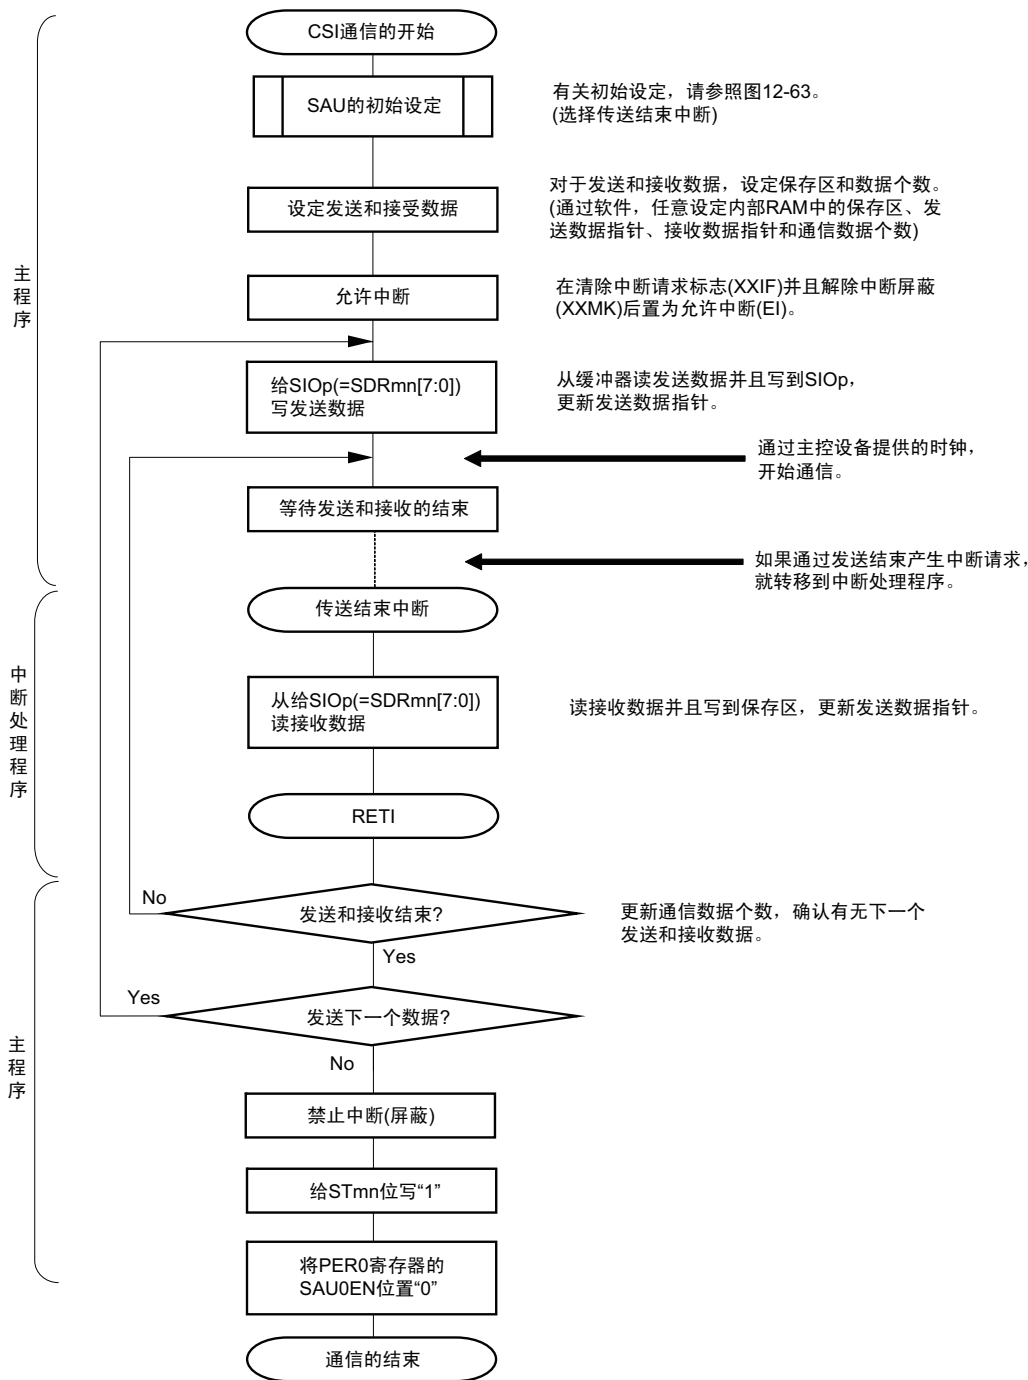 CSI通信的开始
SAU的初始设定
有关初始设定，请参照图12-63。
(选择传送结束中断)
设定发送和接受数据
对于发送和接收数据，设定保存区和数据个数。
(通过软件，任意设定内部RAM中的保存区、发
送数据指针、接收数据指针和通信数据个数)
主程序
允许中断
在清除中断请求标志(XXIF)并且解除中断屏蔽
(XXMK)后置为允许中断(EI)。
给SIOp(=SDRmn[7:0])
写发送数据
从缓冲器读发送数据并且写到SIOp，
更新发送数据指针。
通过主控设备提供的时钟，
开始通信。
等待发送和接收的结束
如果通过发送结束产生中断请求，
就转移到中断处理程序。
传送结束中断
中断处理程序
从给SIOp(=SDRmn[7:0])
读接收数据
读接收数据并且写到保存区，更新发送数据指针。
RETI
No
发送和接收结束?
更新通信数据个数，确认有无下一个
发送和接收数据。
Yes
Yes
发送下一个数据?
主程序
No
禁止中断(屏蔽)
给STmn位写“1”
将PER0寄存器的
SAU0EN位置“0”
通信的结束